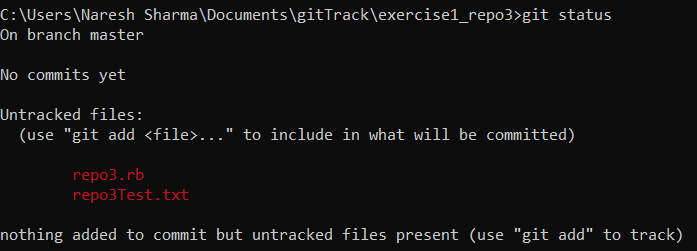 C:\Users\Naresh Sharma\Documents\gitTrack\exercise1_repo3>git status
On branch master
No commits yet
Untracked files:
(use "git add <file>..." to include in what will be committed)
repo3.rb
repo3Test.txt
nothing added to commit but untracked files present (use "git add" to track)